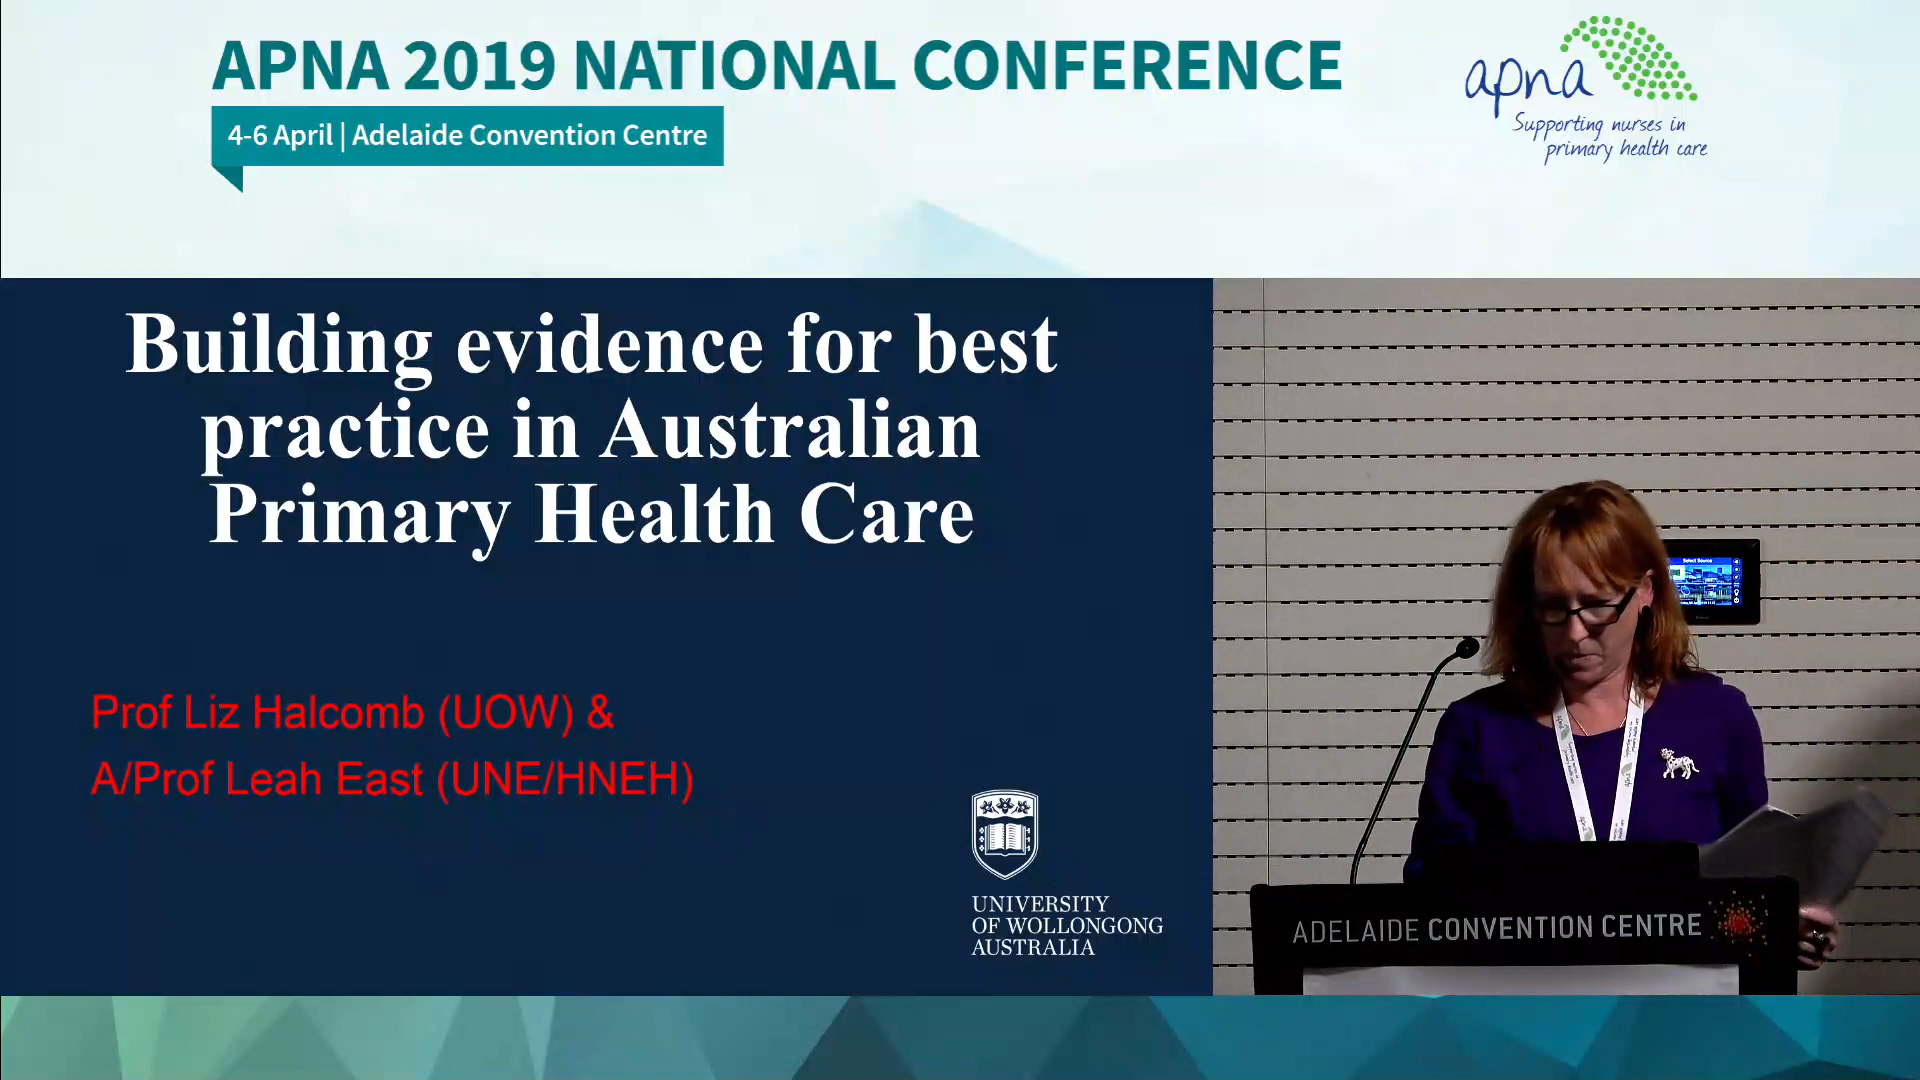 APNA 2019 NATIONAL CONFERENCE
4-6 April | Adelaide Convention Centre
apna
Supporting nurses in
primary health care
Building evidence for best
practice in Australian
Primary Health Care
Prof Liz Halcomb (UOW) &
A/Prof Leah East (UNE/HNEH)
UNIVERSITY
OF WOLLONGONG
AUSTRALIA
Select Source
ADELAIDE CONVENTION CENTRE